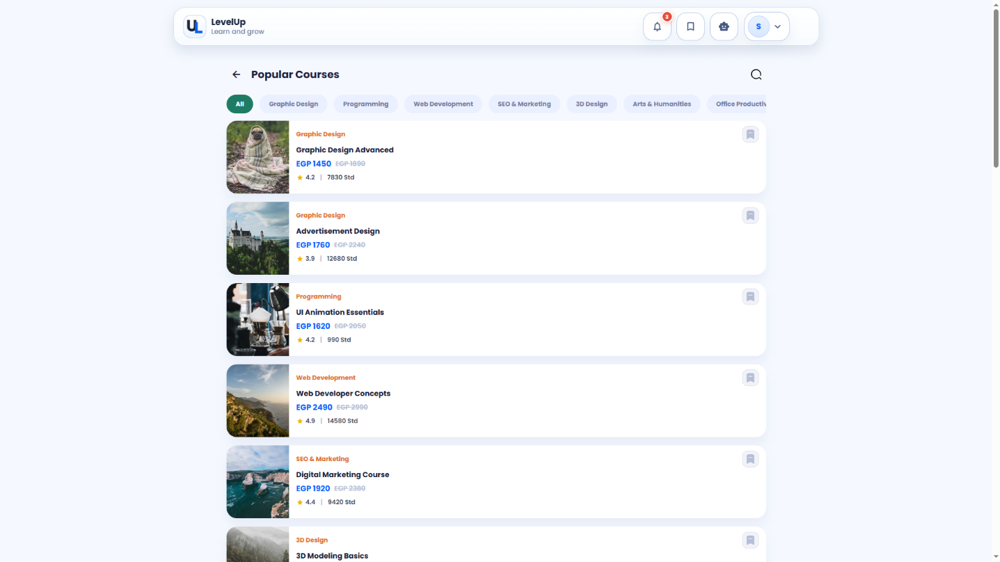 UL
LevelUp
Learn and grow
3
S
Popular Courses
All
Graphic Design
Programming
Web Development
SEO & Marketing
3D Design
Arts & Humanities
Office Productiv
Graphic Design
Graphic Design Advanced
EGP 1450 EGP 1890
4.2 | 7830 Std
Graphic Design
Advertisement Design
EGP 1760 EGP 2240
3.9 | 12680 Std
Programming
UI Animation Essentials
EGP 1620 EGP 2050
4.2 | 990 Std
Web Development
Web Developer Concepts
EGP 2490 EGP 2990
4.9 | 14580 Std
SEO & Marketing
Digital Marketing Course
EGP 1920 EGP 2380
4.4 | 9420 Std
3D Design
3D Modeling Basics